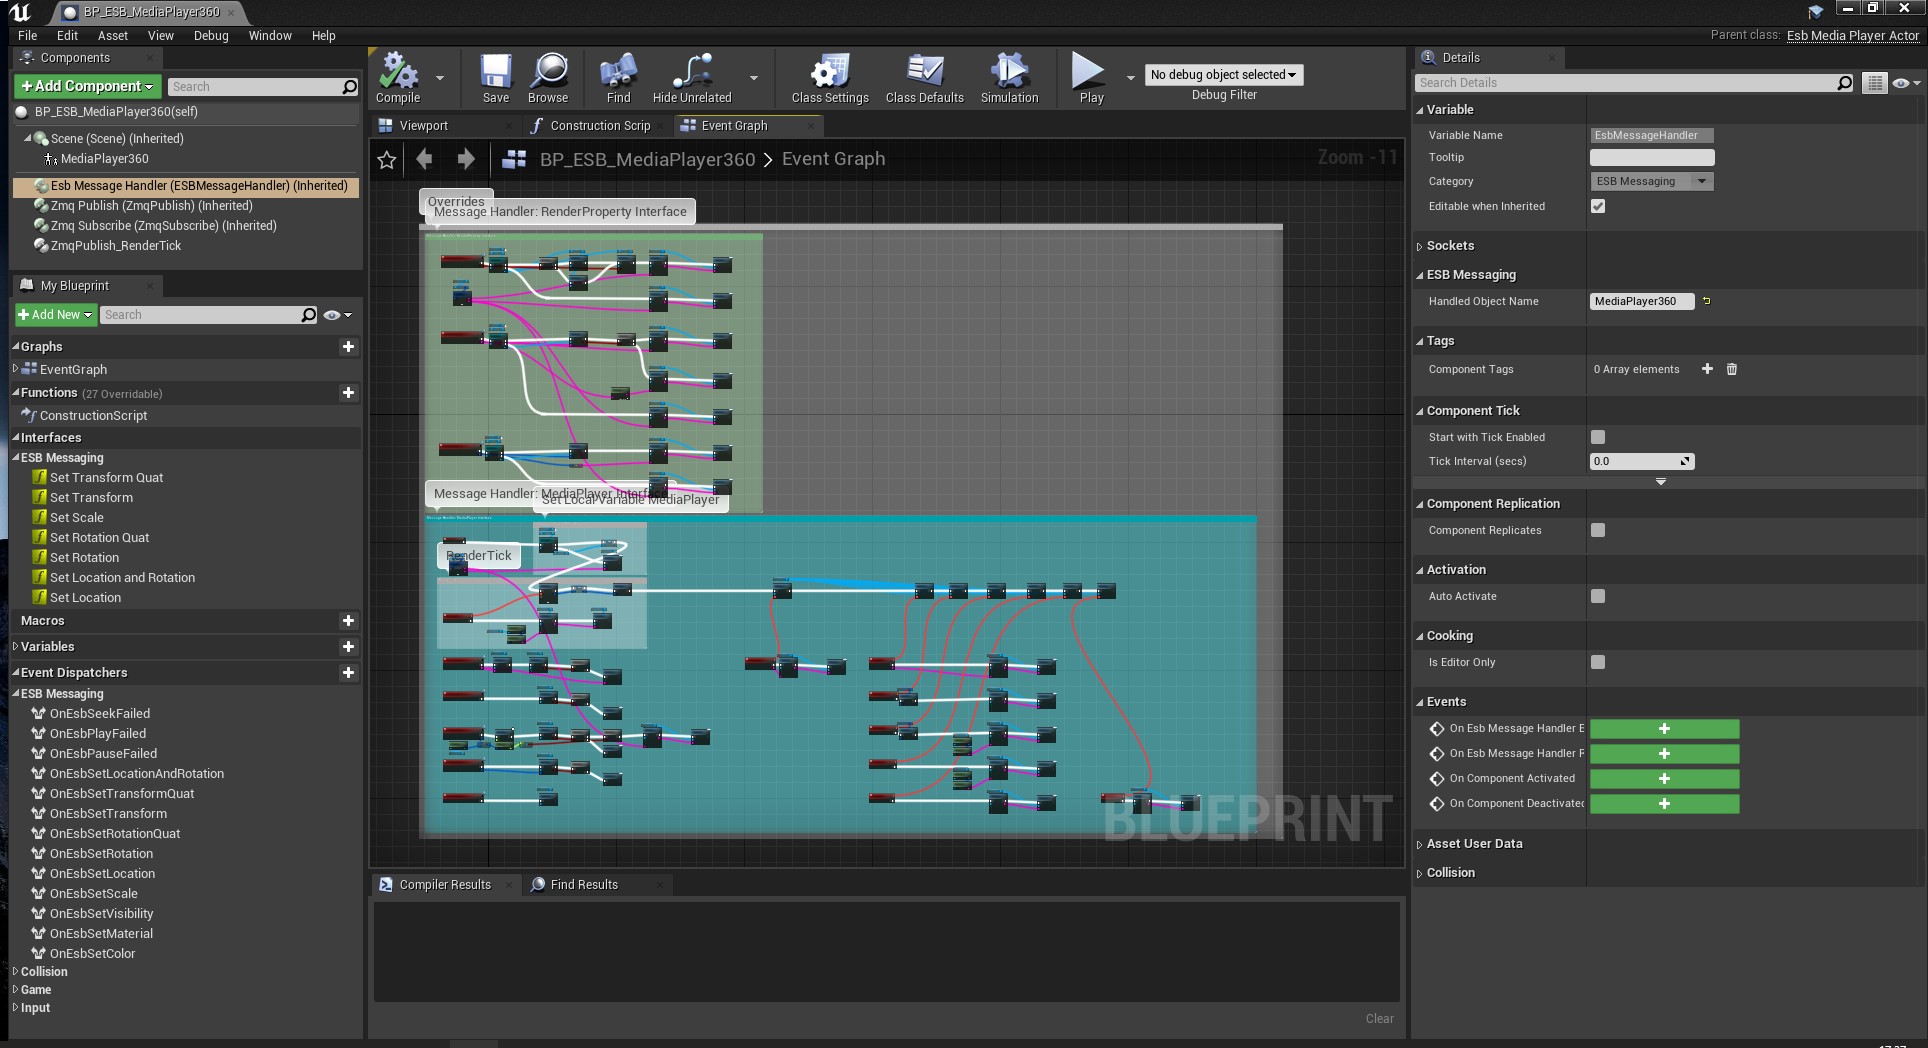 BP_ESB_MediaPlayer360
File Edit Asset View Debug Window Help
Parent class: Esb Media Player Actor
Components
+Add Component
Search
BP_ESB_MediaPlayer360(self)
Scene (Scene) (Inherited)
MediaPlayer360
Esb Message Handler (ESBMessageHandler) (Inherited)
Zmq Publish (ZmqPublish) (Inherited)
Zmq Subscribe (ZmqSubscribe) (Inherited)
ZmqPublish_RenderTick
My Blueprint
+Add New
Search
Graphs
EventGraph
Functions (27 Overridable)
ConstructionScript
Interfaces
ESB Messaging
Set Transform Quat
Set Transform
Set Scale
Set Rotation Quat
Set Rotation
Set Location and Rotation
Set Location
Macros
Variables
Event Dispatchers
ESB Messaging
OnEsbSeekFailed
OnEsbPlayFailed
OnEsbPauseFailed
OnEsbSetLocationAndRotation
OnEsbSetTransformQuat
OnEsbSetTransform
OnEsbSetRotationQuat
OnEsbSetRotation
OnEsbSetLocation
OnEsbSetScale
OnEsbSetVisibility
OnEsbSetMaterial
OnEsbSetColor
Collision
Game
Input
Compile
Save
Browse
Find
Hide Unrelated
Class Settings
Class Defaults
Simulation
Play
No debug object selected
Debug Filter
Viewport
Construction Scrip
Event Graph
BP_ESB_MediaPlayer360 > Event Graph
Zoom -11
Overrides
Message Handler: RenderProperty Interface
Message Handler: MediaPlayer Interface
Set Local Variable MediaPlayer
RenderTick
BLUEPRINT
Compiler Results
Find Results
Clear
Details
Search Details
Variable
Variable Name EsbMessageHandler
Tooltip
Category ESB Messaging
Editable when Inherited
Sockets
ESB Messaging
Handled Object Name MediaPlayer360
Tags
Component Tags 0 Array elements
Component Tick
Start with Tick Enabled
Tick Interval (secs) 0.0
Component Replication
Component Replicates
Activation
Auto Activate
Cooking
Is Editor Only
Events
On Esb Message Handler E
On Esb Message Handler F
On Component Activated
On Component Deactivated
Asset User Data
Collision